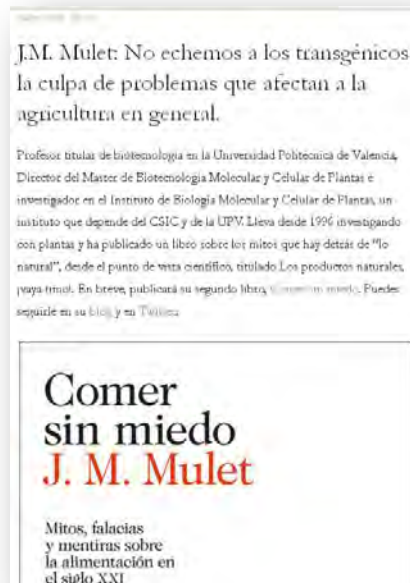 J.M. Mulet: No echemos a los transgénicos
la culpa de problemas que afectan a la
agricultura en general.
Profesor titular de biotecnología en la Universidad Politécnica de Valencia,
Director del Master de Biotecnología Molecular y Celular de Plantas e
investigador en el Instituto de Biología Molecular y Celular de Plantas, un
instituto que depende del CSIC y de la UPV. Lleva desde 1996 investigando
con plantas y ha publicado un libro sobre los mitos que hay detrás de "lo
natural", desde el punto de vista científico, titulado Los productos naturales,
¡vaya timo!. En breve, publicará su segundo libro, Comer sin miedo. Puedes
seguirle en su blog y en Twitter.
Comer
sin miedo
J. M. Mulet
Mitos, falacias
y mentiras sobre
la alimentación en
el siglo XXI